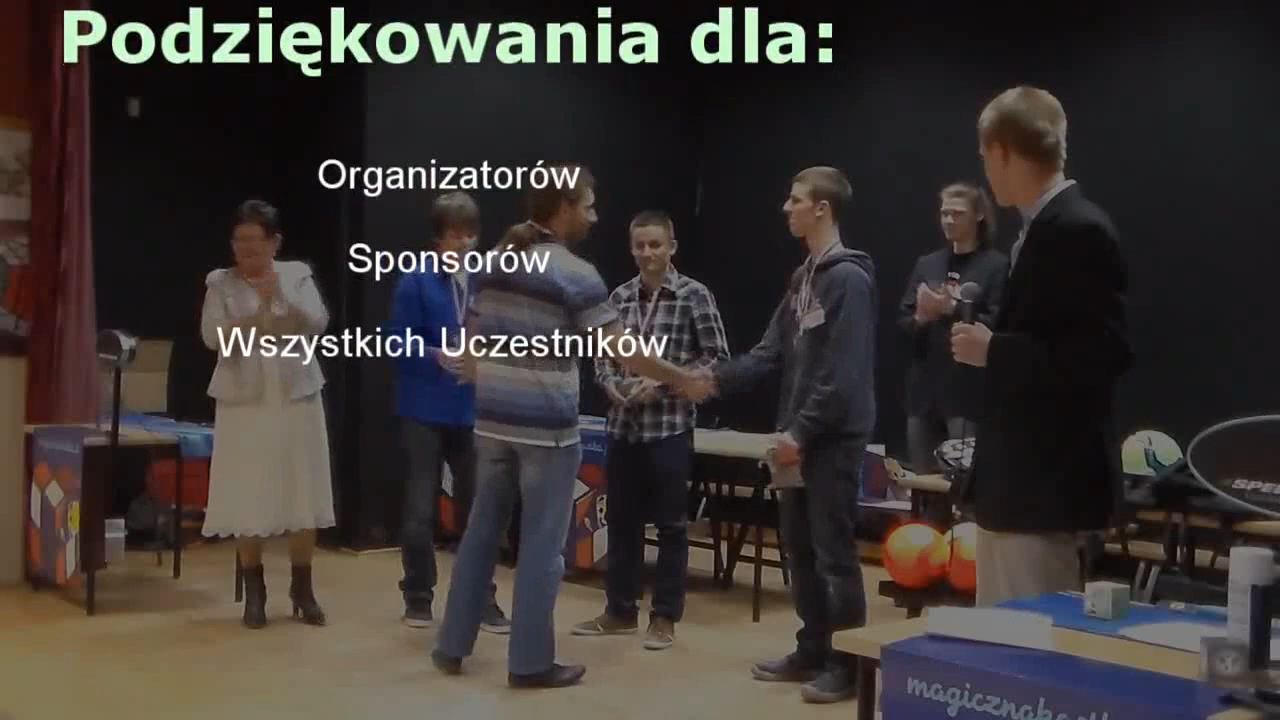 Podziękowania dla:
Organizatorów
Sponsorów
Wszystkich Uczestników